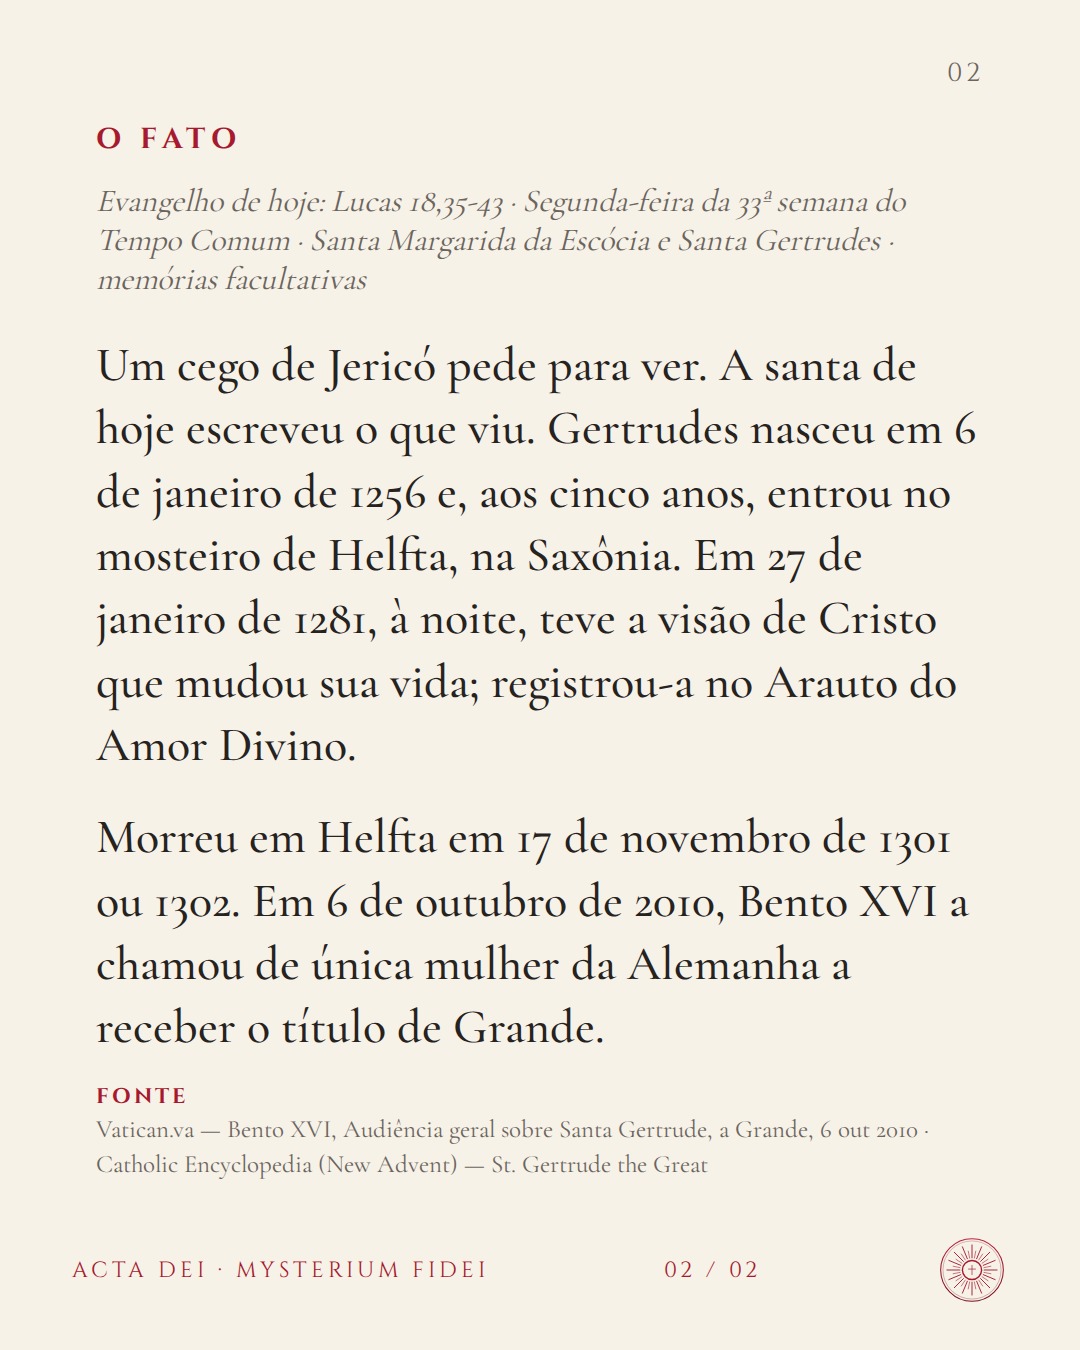 02
O FATO
Evangelho de hoje: Lucas 18,35-43 · Segunda-feira da 33ª semana do
Tempo Comum · Santa Margarida da Escócia e Santa Gertrudes ·
memórias facultativas
Um cego de Jericó pede para ver. A santa de
hoje escreveu o que viu. Gertrudes nasceu em 6
de janeiro de 1256 e, aos cinco anos, entrou no
mosteiro de Helfta, na Saxônia. Em 27 de
janeiro de 1281, à noite, teve a visão de Cristo
que mudou sua vida; registrou-a no Arauto do
Amor Divino.
Morreu em Helfta em 17 de novembro de 1301
ou 1302. Em 6 de outubro de 2010, Bento XVI a
chamou de única mulher da Alemanha a
receber o título de Grande.
FONTE
Vatican.va — Bento XVI, Audiência geral sobre Santa Gertrude, a Grande, 6 out 2010 ·
Catholic Encyclopedia (New Advent) — St. Gertrude the Great
ACTA DEI · MYSTERIUM FIDEI
02 / 02